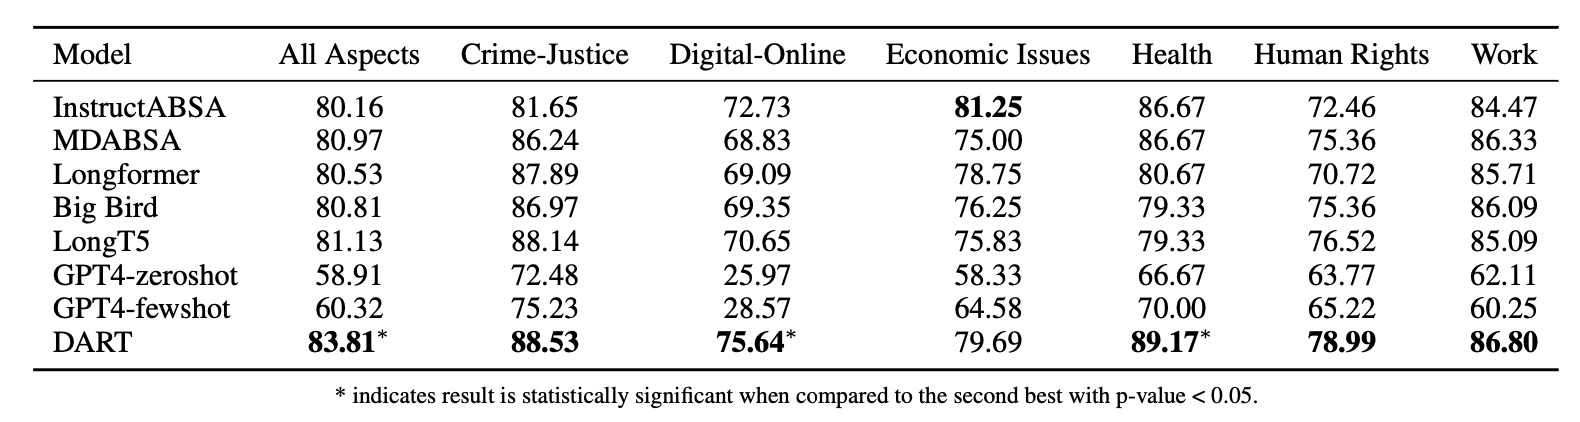 Model All Aspects Crime-Justice Digital-Online Economic Issues Health Human Rights Work
InstructABSA 80.16 81.65 72.73 81.25 86.67 72.46 84.47
MDABSA 80.97 86.24 68.83 75.00 86.67 75.36 86.33
Longformer 80.53 87.89 69.09 78.75 80.67 70.72 85.71
Big Bird 80.81 86.97 69.35 76.25 79.33 75.36 86.09
LongT5 81.13 88.14 70.65 75.83 79.33 76.52 85.09
GPT4-zeroshot 58.91 72.48 25.97 58.33 66.67 63.77 62.11
GPT4-fewshot 60.32 75.23 28.57 64.58 70.00 65.22 60.25
DART 83.81* 88.53 75.64* 79.69 89.17* 78.99 86.80
* indicates result is statistically significant when compared to the second best with p-value < 0.05.